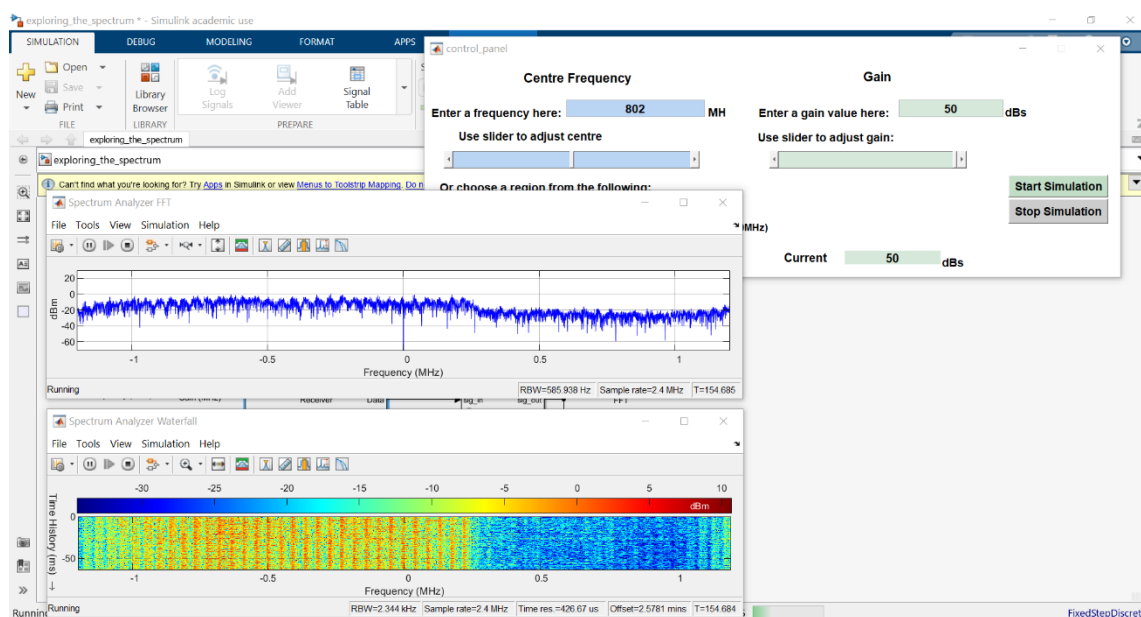 exploring_the_spectrum * - Simulink academic use
SIMULATION DEBUG MODELING FORMAT APPS
New
Open
Save
Print
FILE
Library
Browser
LIBRARY
Log
Signals
Add
Viewer
Signal
Table
PREPARE
exploring_the_spectrum
exploring_the_spectrum
Can't find what you're looking for? Try Apps in Simulink or view Menus to Toolstrip Mapping. Do n
control_panel
Centre Frequency
Gain
Enter a frequency here: 802 MH
Enter a gain value here: 50 dBs
Use slider to adjust centre
Use slider to adjust gain:
Or choose a region from the following:
Start Simulation
Stop Simulation
MHz)
Current 50 dBs
Spectrum Analyzer FFT
File Tools View Simulation Help
dBm
20
0
-20
-40
-60
-1 -0.5 0 0.5 1
Frequency (MHz)
Running
RBW=585.938 Hz Sample rate=2.4 MHz T=154.685
Receiver Data sig_in sig_out FFT
Spectrum Analyzer Waterfall
File Tools View Simulation Help
-30 -25 -20 -15 -10 -5 0 5 10
dBm
Time History (ms)
0
-50
-1 -0.5 0 0.5 1
Frequency (MHz)
Running
RBW=2.344 kHz Sample rate=2.4 MHz Time res.=426.67 us Offset=2.5781 mins T=154.684
Runnin
FixedStepDiscret